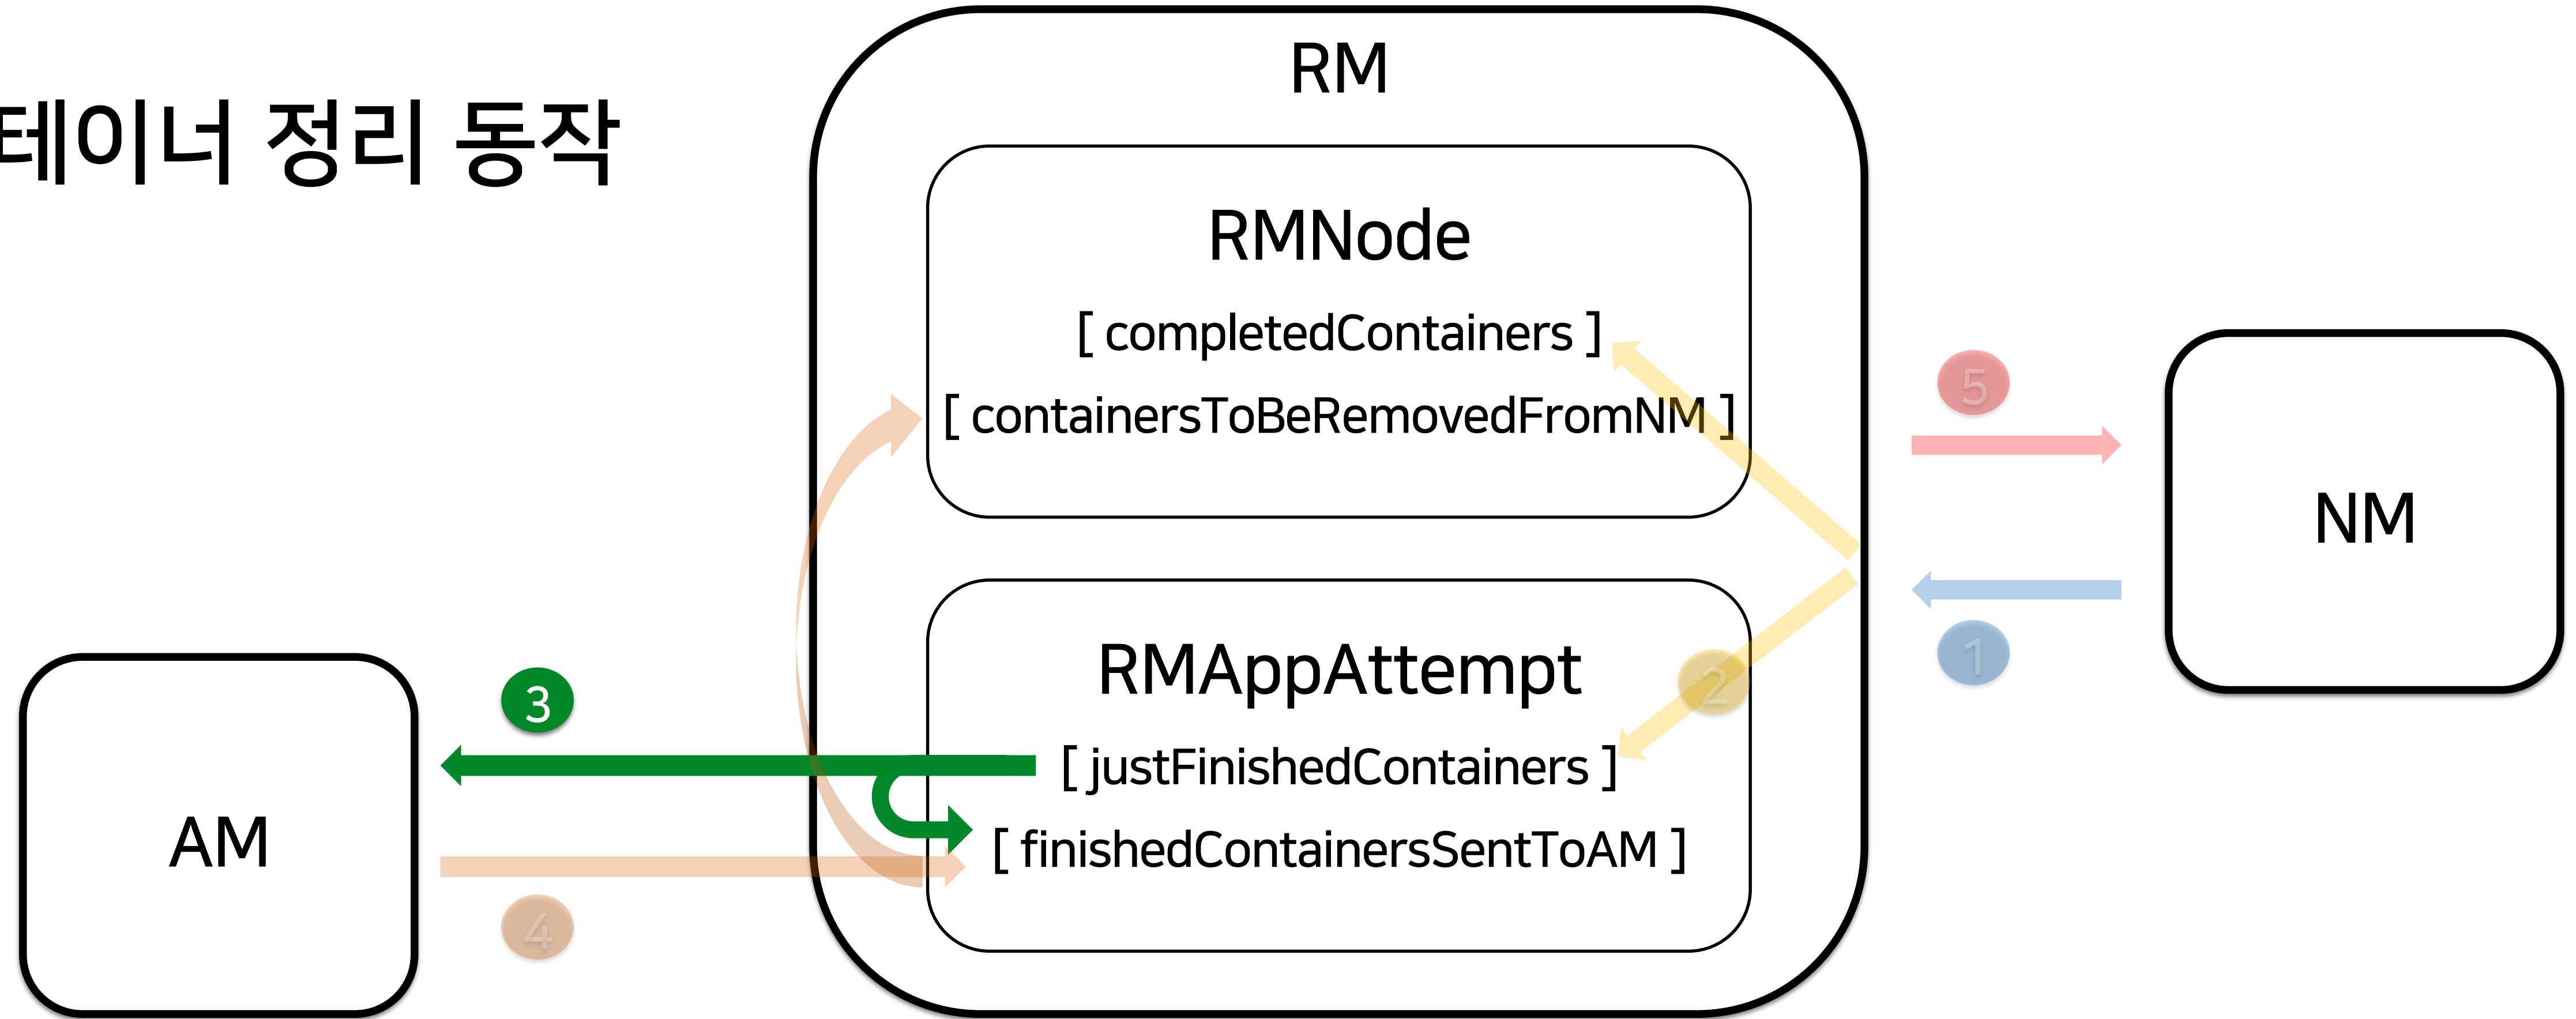 테이너 정리 동작
RM
RMNode
[ completedContainers ]
[ containersToBeRemovedFromNM ]
5
NM
1
RMAppAttempt
2
3
[ justFinishedContainers ]
AM
[ finishedContainersSentToAM ]
4